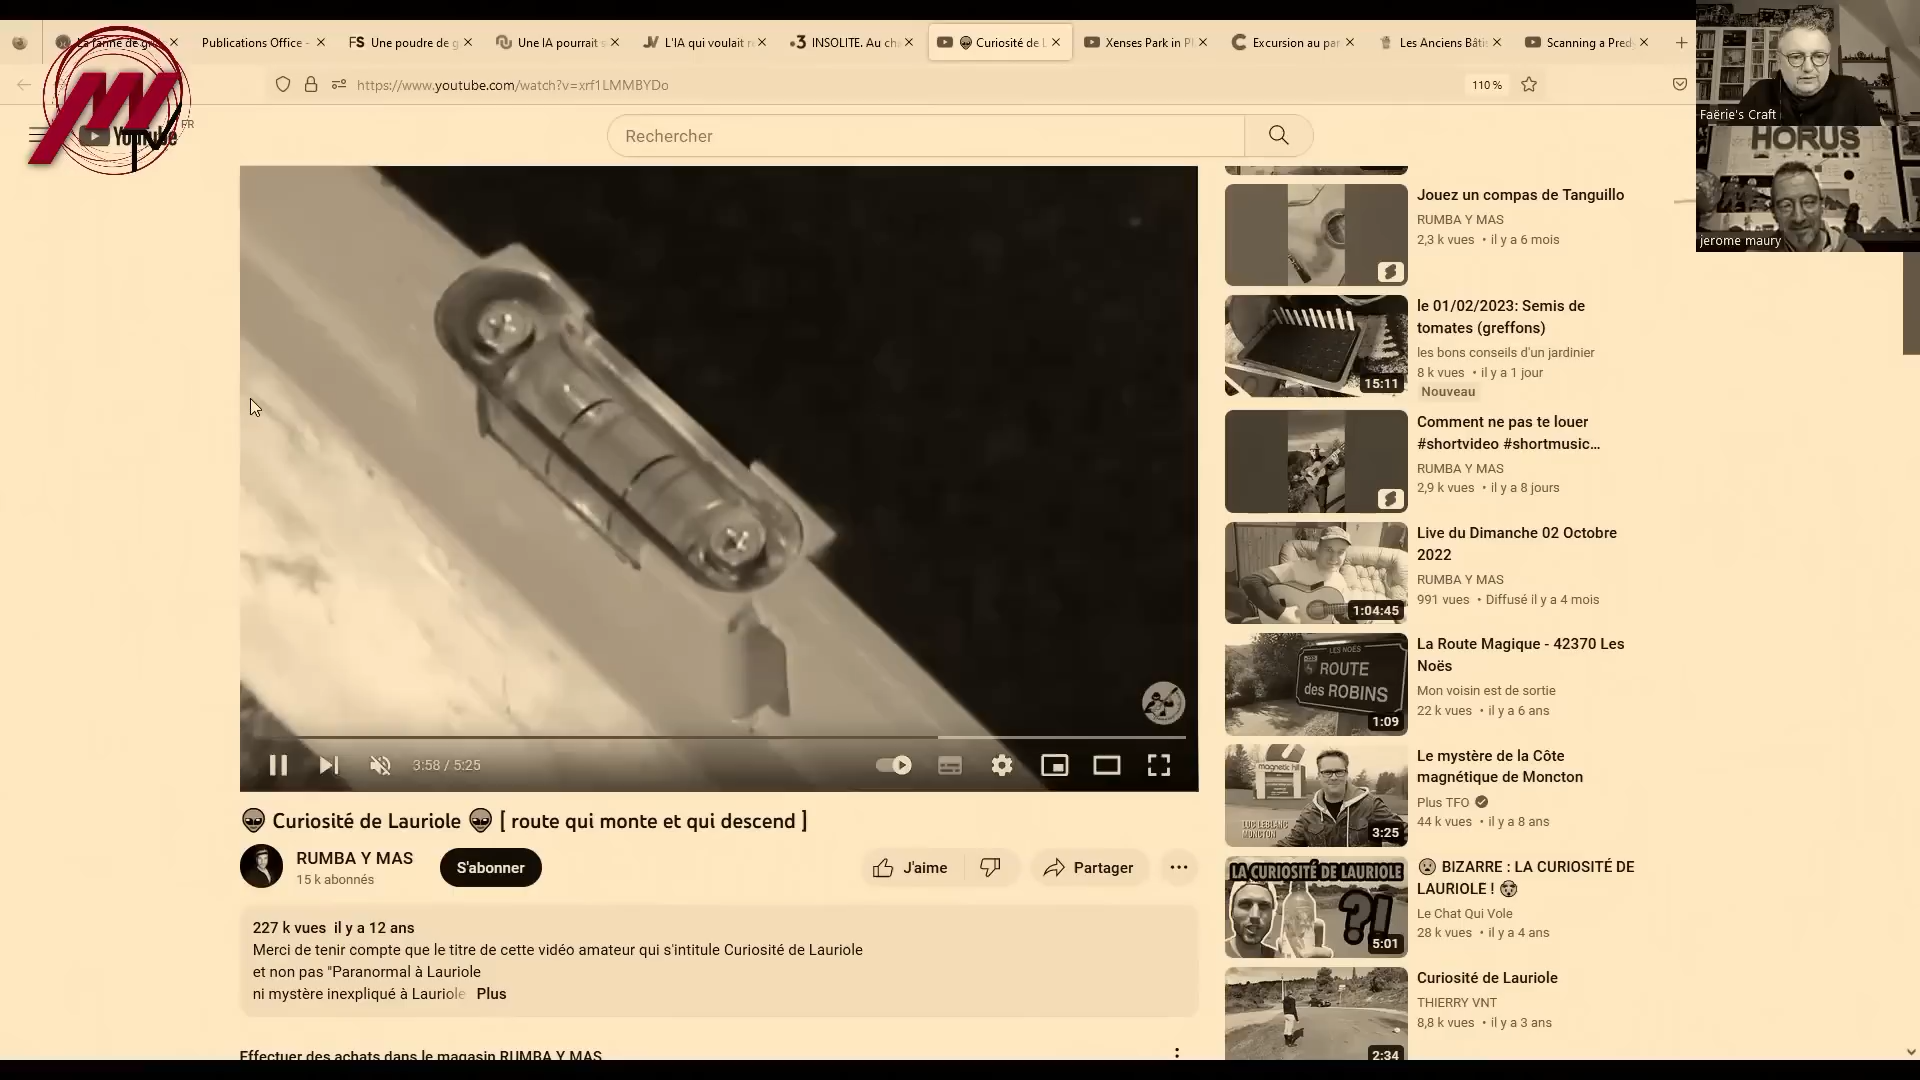 La farine de gr
Publications Office -
FS Une poudre de g
Une IA pourrait s
L'IA qui voulait r
•3 INSOLITE. Au ch
Curiosité de L
Xenses Park in P
Excursion au par
Les Anciens Bâti
Scanning a Pred
https://www.youtube.com/watch?v=xrf1LMMBYDo
110 %
YouTube FR
TV
Rechercher
Faërie's Craft
HORUS
jerome maury
3:58 / 5:25
Curiosité de Lauriole [ route qui monte et qui descend ]
RUMBA Y MAS
15 k abonnés
S'abonner
J'aime
Partager
227 k vues il y a 12 ans
Merci de tenir compte que le titre de cette vidéo amateur qui s'intitule Curiosité de Lauriole
et non pas "Paranormal à Lauriole
ni mystère inexpliqué à Lauriole Plus
Effectuer des achats dans le magasin RUMBA Y MAS
Jouez un compas de Tanguillo
RUMBA Y MAS
2,3 k vues • il y a 6 mois
15:11
le 01/02/2023: Semis de
tomates (greffons)
les bons conseils d'un jardinier
8 k vues • il y a 1 jour
Nouveau
Comment ne pas te louer
#shortvideo #shortmusic…
RUMBA Y MAS
2,9 k vues • il y a 8 jours
1:04:45
Live du Dimanche 02 Octobre
2022
RUMBA Y MAS
991 vues • Diffusé il y a 4 mois
LES NOËS
ROUTE
des ROBINS
1:09
La Route Magique - 42370 Les
Noës
Mon voisin est de sortie
22 k vues • il y a 6 ans
magnetic hill
LUC LEBLANC
MONCTON
3:25
Le mystère de la Côte
magnétique de Moncton
Plus TFO
44 k vues • il y a 8 ans
LA CURIOSITÉ DE LAURIOLE
?!
5:01
BIZARRE : LA CURIOSITÉ DE
LAURIOLE !
Le Chat Qui Vole
28 k vues • il y a 4 ans
2:34
Curiosité de Lauriole
THIERRY VNT
8,8 k vues • il y a 3 ans